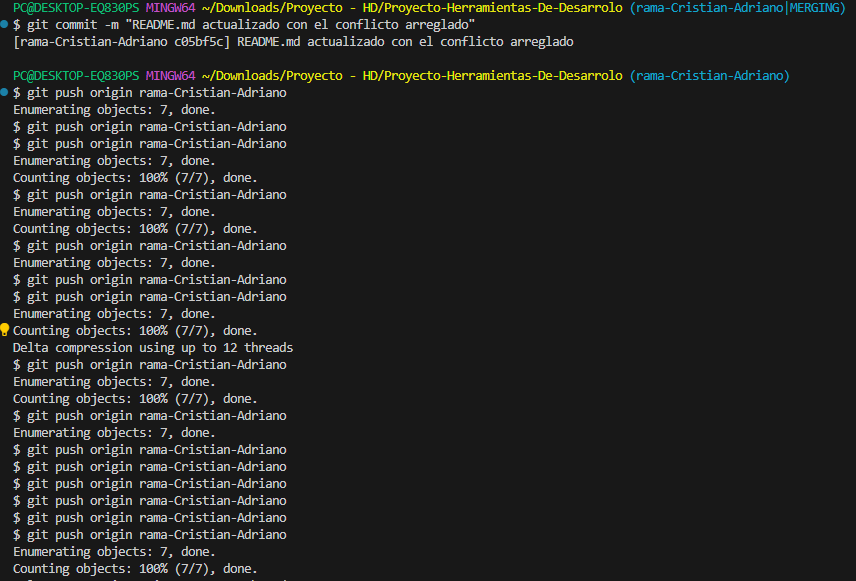 PC@DESKTOP-EQ830PS MINGW64 ~/Downloads/Proyecto - HD/Proyecto-Herramientas-De-Desarrolo (rama-Cristian-Adriano|MERGING)
$ git commit -m "README.md actualizado con el conflicto arreglado"
[rama-Cristian-Adriano c05bf5c] README.md actualizado con el conflicto arreglado
PC@DESKTOP-EQ830PS MINGW64 ~/Downloads/Proyecto - HD/Proyecto-Herramientas-De-Desarrolo (rama-Cristian-Adriano)
$ git push origin rama-Cristian-Adriano
Enumerating objects: 7, done.
$ git push origin rama-Cristian-Adriano
$ git push origin rama-Cristian-Adriano
Enumerating objects: 7, done.
Counting objects: 100% (7/7), done.
$ git push origin rama-Cristian-Adriano
Enumerating objects: 7, done.
Counting objects: 100% (7/7), done.
$ git push origin rama-Cristian-Adriano
Enumerating objects: 7, done.
$ git push origin rama-Cristian-Adriano
$ git push origin rama-Cristian-Adriano
Enumerating objects: 7, done.
Counting objects: 100% (7/7), done.
Delta compression using up to 12 threads
$ git push origin rama-Cristian-Adriano
Enumerating objects: 7, done.
Counting objects: 100% (7/7), done.
$ git push origin rama-Cristian-Adriano
Enumerating objects: 7, done.
$ git push origin rama-Cristian-Adriano
$ git push origin rama-Cristian-Adriano
$ git push origin rama-Cristian-Adriano
$ git push origin rama-Cristian-Adriano
$ git push origin rama-Cristian-Adriano
$ git push origin rama-Cristian-Adriano
Enumerating objects: 7, done.
Counting objects: 100% (7/7), done.